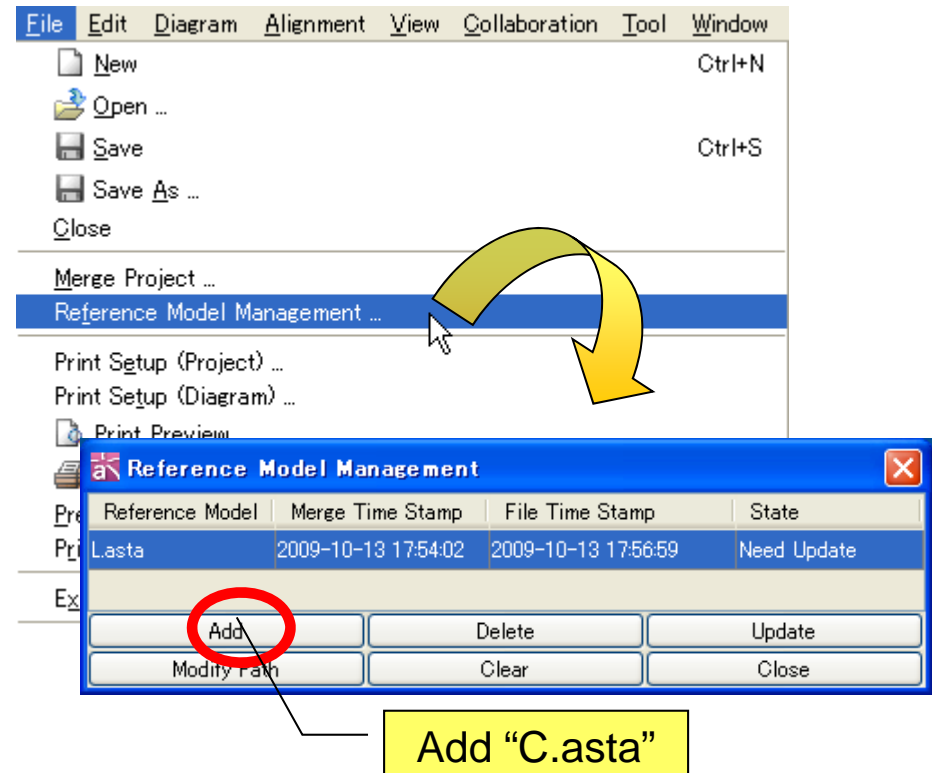 File Edit Diagram Alignment View Collaboration Tool Window
New Ctrl+N
Open ...
Save Ctrl+S
Save As ...
Close
Merge Project ...
Reference Model Management ...
Print Setup (Project) ...
Print Setup (Diagram) ...
Print Preview
Reference Model Management
Reference Model Merge Time Stamp File Time Stamp State
L.asta 2009-10-13 17:54:02 2009-10-13 17:56:59 Need Update
Add Delete Update
Modify Path Clear Close
Add “C.asta”